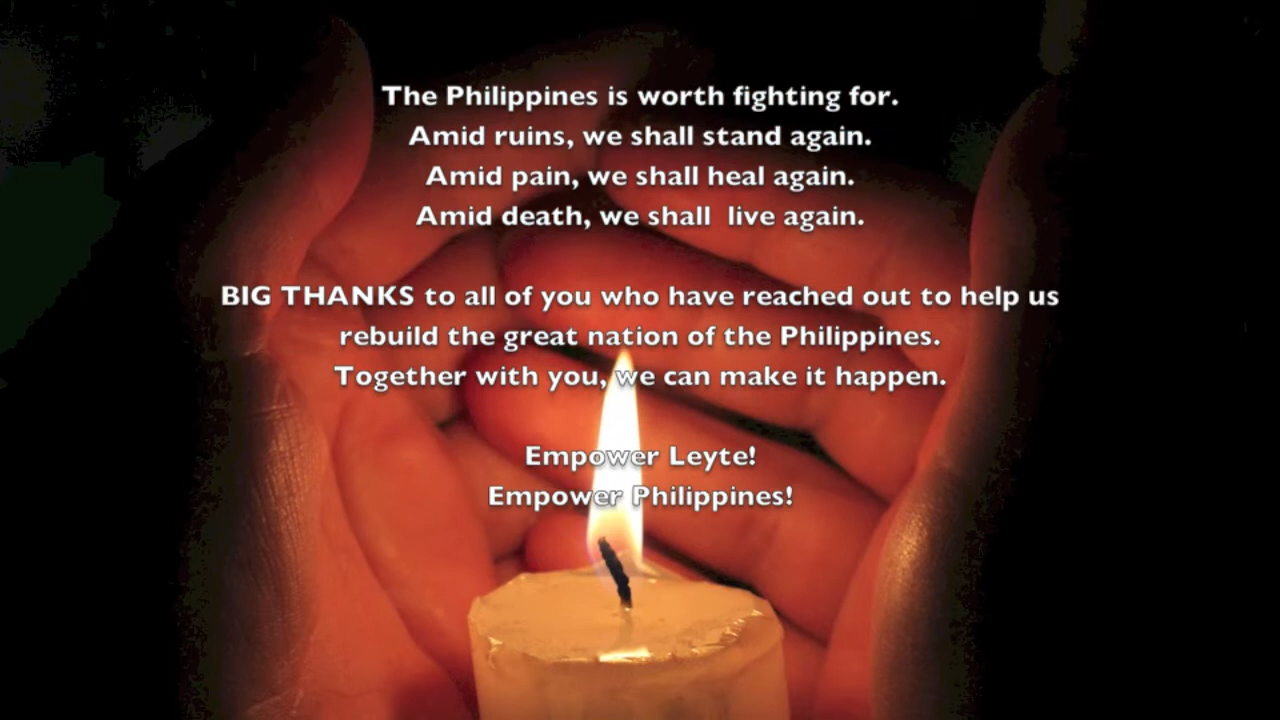 The Philippines is worth fighting for.
Amid ruins, we shall stand again.
Amid pain, we shall heal again.
Amid death, we shall  live again.
BIG THANKS to all of you who have reached out to help us
rebuild the great nation of the Philippines.
Together with you, we can make it happen.
Empower Leyte!
Empower Philippines!